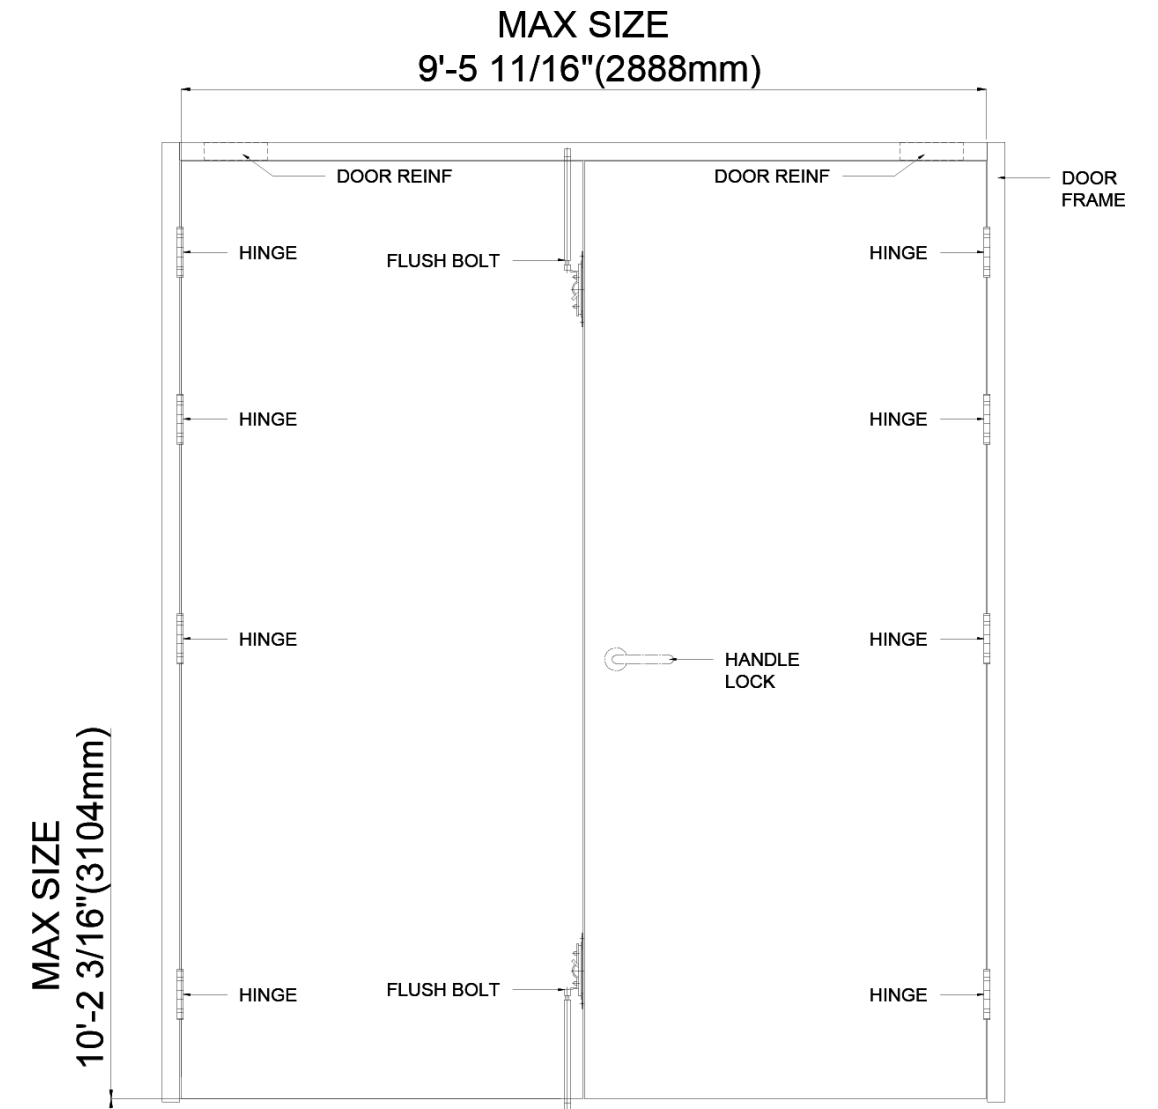 MAX SIZE
9'-5 11/16"(2888mm)
DOOR REINF
DOOR REINF
DOOR
FRAME
HINGE
FLUSH BOLT
HINGE
HINGE
HINGE
HINGE
HINGE
HANDLE
LOCK
MAX SIZE
10'-2 3/16"(3104mm)
HINGE
FLUSH BOLT
HINGE